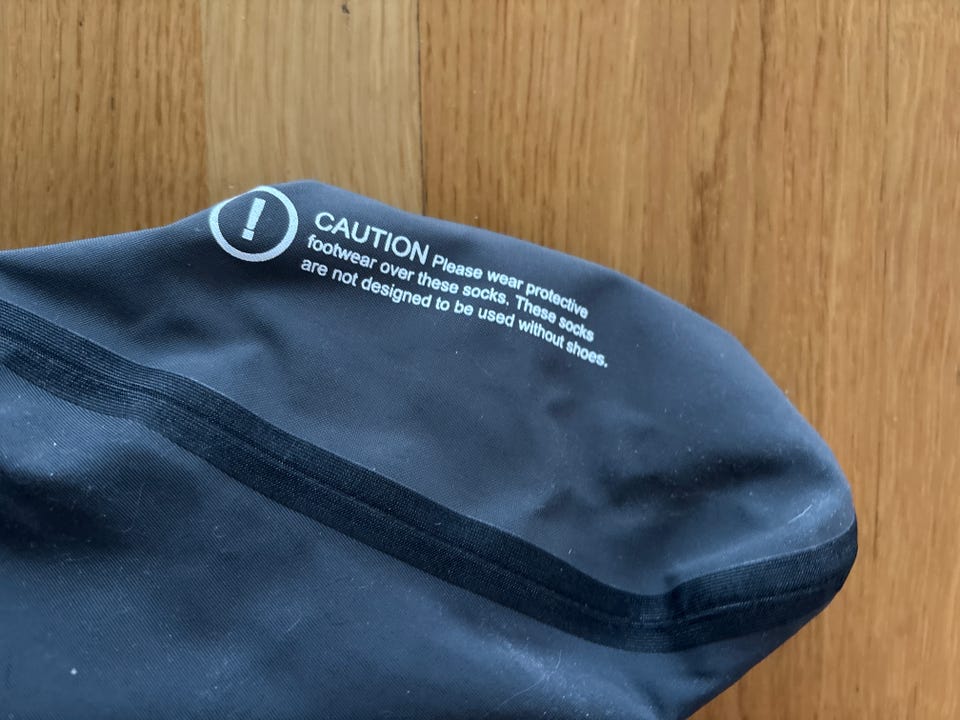 !
CAUTION Please wear protective
footwear over these socks. These socks
are not designed to be used without shoes.